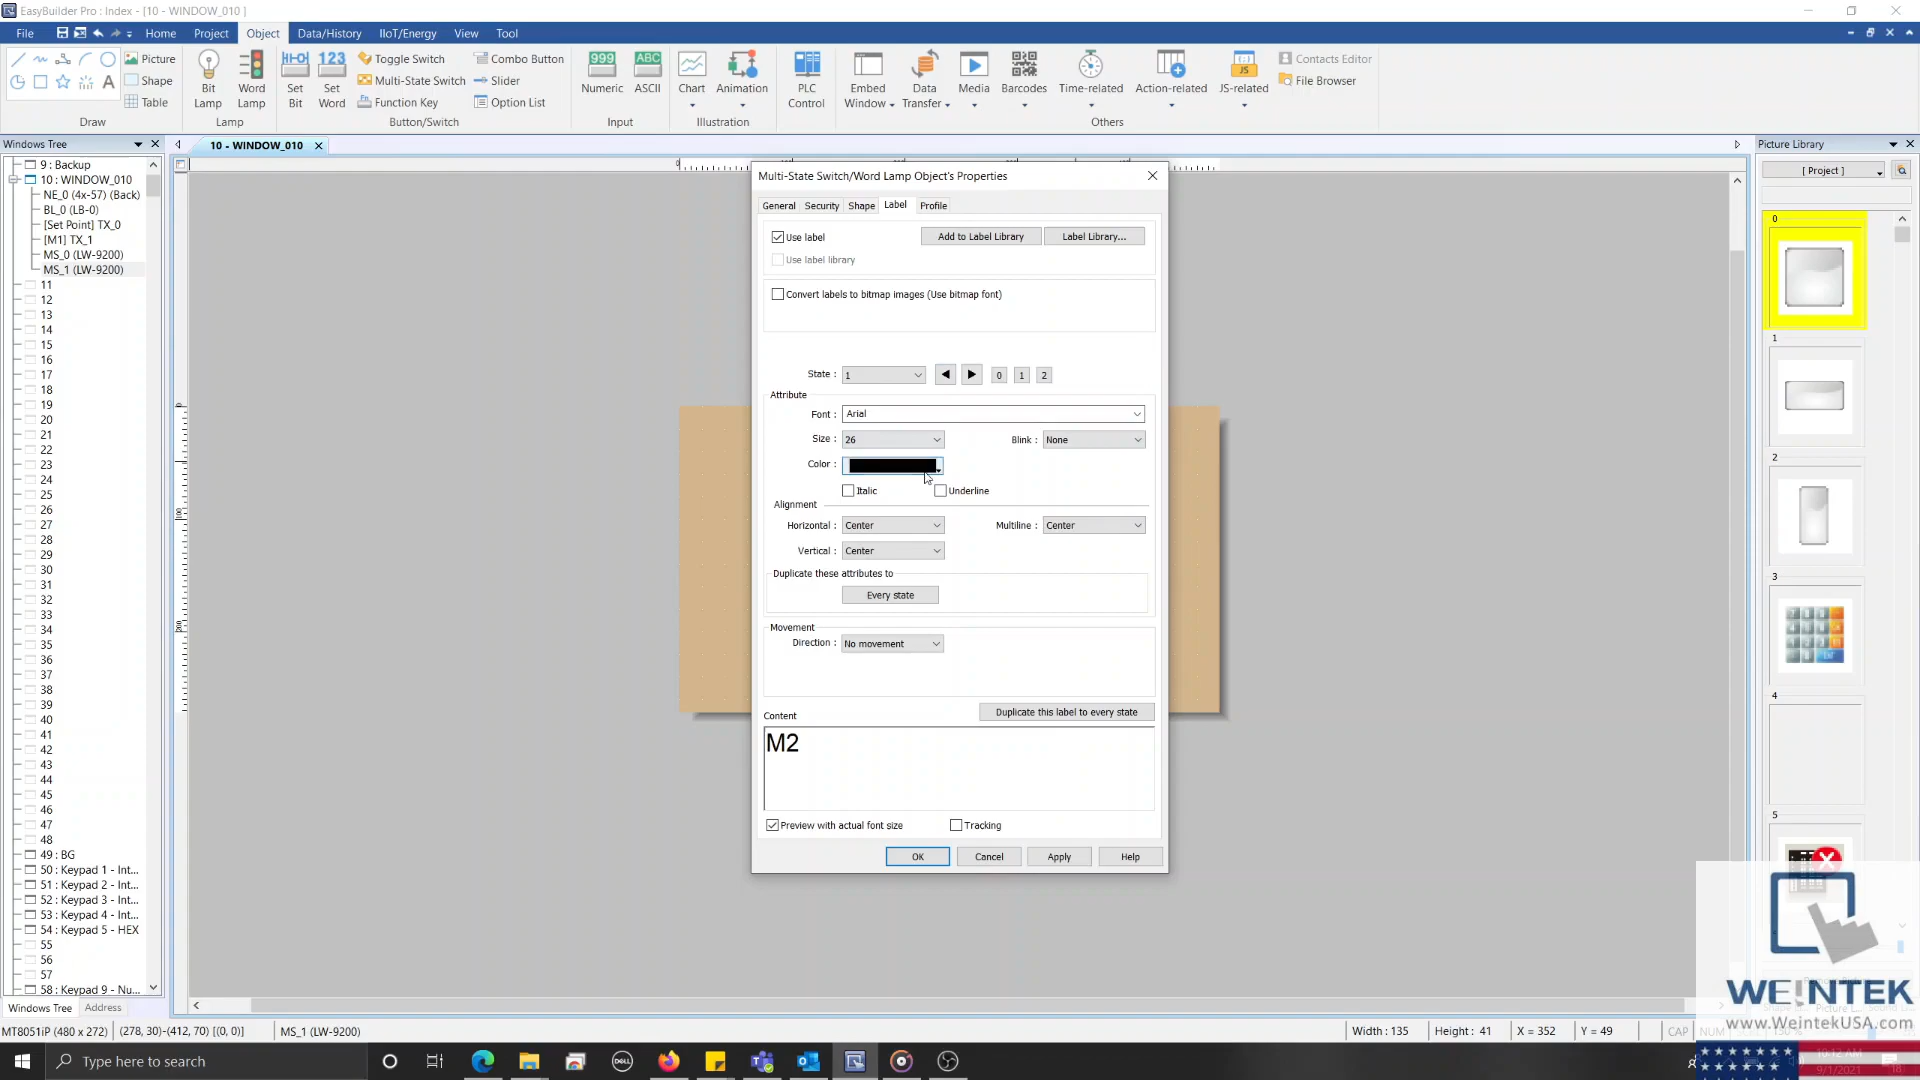 EasyBuilder Pro : Index - [10 - WINDOW_010 ]
File Home Project Object Data/History IIoT/Energy View Tool
Picture Shape Table
Draw
Bit Lamp Word Lamp
Lamp
Set Bit Set Word
Toggle Switch Multi-State Switch Function Key
Combo Button Slider Option List
Button/Switch
999 Numeric ABC ASCII
Input
Chart Animation
Illustration
PLC Control
Embed Window Data Transfer Media Barcodes Time-related Action-related JS-related
Contacts Editor
File Browser
Others
Windows Tree
9 : Backup
10 : WINDOW_010
NE_0 (4x-57) (Back)
BL_0 (LB-0)
[Set Point] TX_0
[M1] TX_1
MS_0 (LW-9200)
MS_1 (LW-9200)
11
12
13
14
15
16
17
18
19
20
21
22
23
24
25
26
27
28
29
30
31
32
33
34
35
36
37
38
39
40
41
42
43
44
45
46
47
48
49 : BG
50 : Keypad 1 - Int...
51 : Keypad 2 - Int...
52 : Keypad 3 - Int...
53 : Keypad 4 - Int...
54 : Keypad 5 - HEX
55
56
57
58 : Keypad 9 - Nu...
Windows Tree Address
10 - WINDOW_010
Multi-State Switch/Word Lamp Object's Properties
General Security Shape Label Profile
Use label Add to Label Library Label Library...
Use label library
Convert labels to bitmap images (Use bitmap font)
State : 1 0 1 2
Attribute
Font : Arial
Size : 26 Blink : None
Color :
Italic Underline
Alignment
Horizontal : Center Multiline : Center
Vertical : Center
Duplicate these attributes to
Every state
Movement
Direction : No movement
Content Duplicate this label to every state
M2
Preview with actual font size Tracking
OK Cancel Apply Help
Picture Library
[ Project ]
0
1
2
3
4
5
WEINTEK
www.WeintekUSA.com
MT8051iP (480 x 272) (278, 30)-(412, 70) [(0, 0)] MS_1 (LW-9200) Width : 135 Height : 41 X = 352 Y = 49 CAP NUM
Type here to search
DELL
10:12 AM
9/1/2021